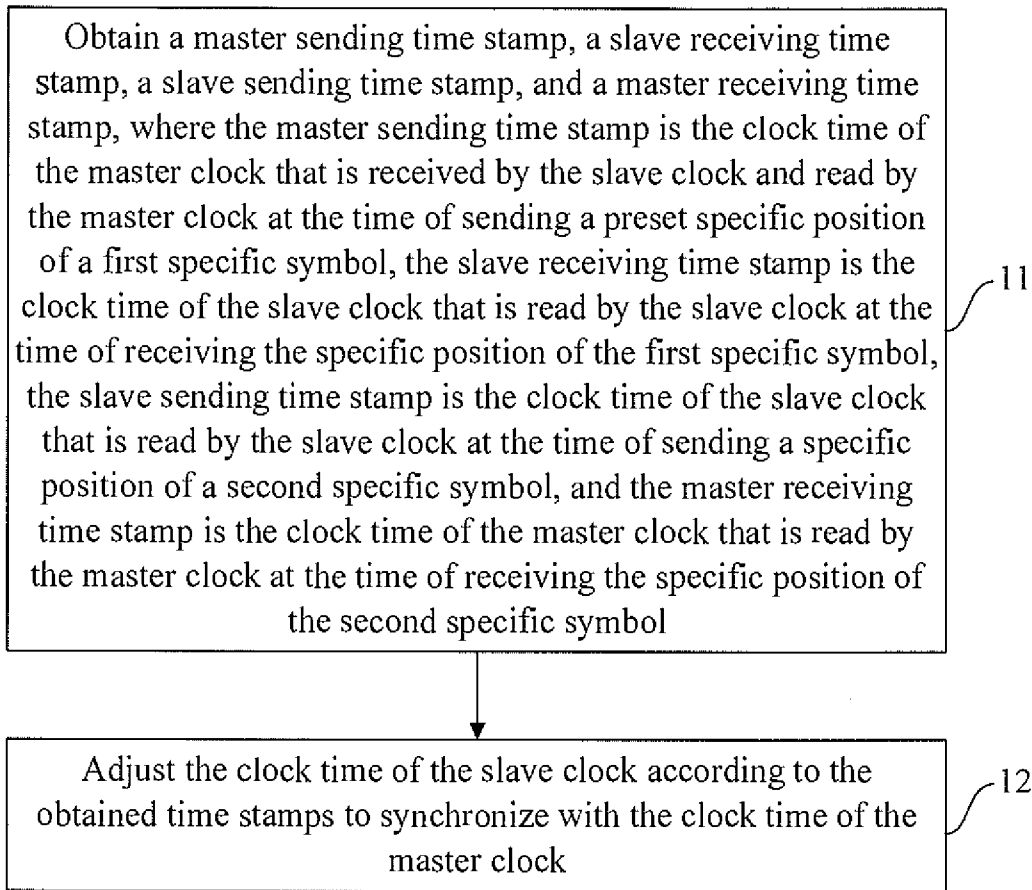 Obtain a master sending time stamp, a slave receiving time
stamp, a slave sending time stamp, and a master receiving time
stamp, where the master sending time stamp is the clock time of
the master clock that is received by the slave clock and read by
the master clock at the time of sending a preset specific position
of a first specific symbol, the slave receiving time stamp is the
clock time of the slave clock that is read by the slave clock at the
time of receiving the specific position of the first specific symbol,
the slave sending time stamp is the clock time of the slave clock
that is read by the slave clock at the time of sending a specific
position of a second specific symbol, and the master receiving
time stamp is the clock time of the master clock that is read by
the master clock at the time of receiving the specific position of
the second specific symbol
11
Adjust the clock time of the slave clock according to the
obtained time stamps to synchronize with the clock time of the
master clock
12